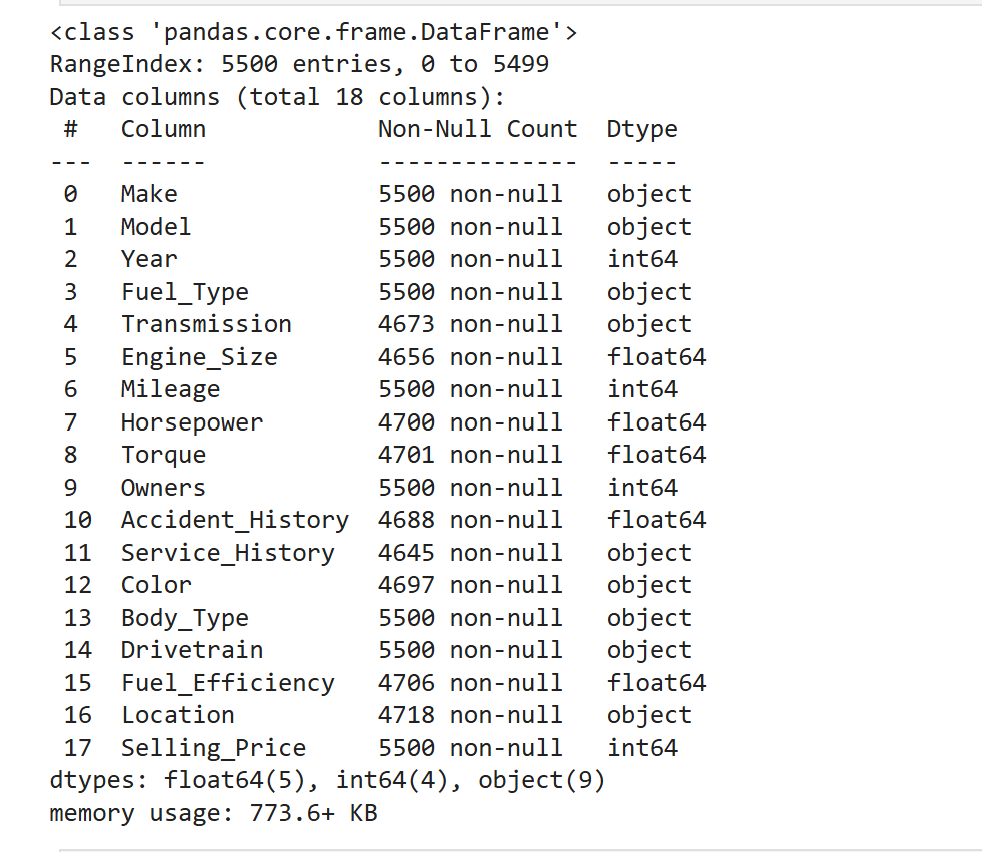 <class 'pandas.core.frame.DataFrame'>
RangeIndex: 5500 entries, 0 to 5499
Data columns (total 18 columns):
 #   Column            Non-Null Count  Dtype
---  ------            --------------  -----
 0   Make              5500 non-null   object
 1   Model             5500 non-null   object
 2   Year              5500 non-null   int64
 3   Fuel_Type         5500 non-null   object
 4   Transmission      4673 non-null   object
 5   Engine_Size       4656 non-null   float64
 6   Mileage           5500 non-null   int64
 7   Horsepower        4700 non-null   float64
 8   Torque            4701 non-null   float64
 9   Owners            5500 non-null   int64
 10  Accident_History  4688 non-null   float64
 11  Service_History   4645 non-null   object
 12  Color             4697 non-null   object
 13  Body_Type         5500 non-null   object
 14  Drivetrain        5500 non-null   object
 15  Fuel_Efficiency   4706 non-null   float64
 16  Location          4718 non-null   object
 17  Selling_Price     5500 non-null   int64
dtypes: float64(5), int64(4), object(9)
memory usage: 773.6+ KB